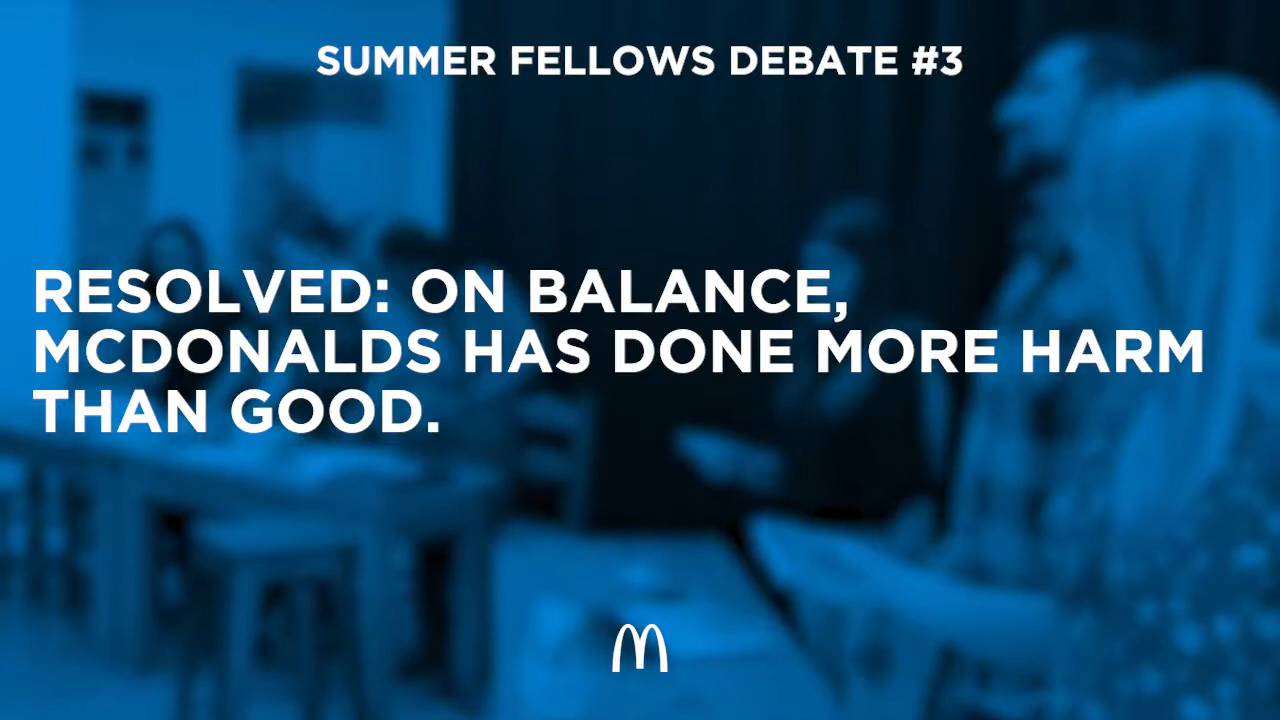 SUMMER FELLOWS DEBATE #3
RESOLVED: ON BALANCE,
MCDONALDS HAS DONE MORE HARM
THAN GOOD.